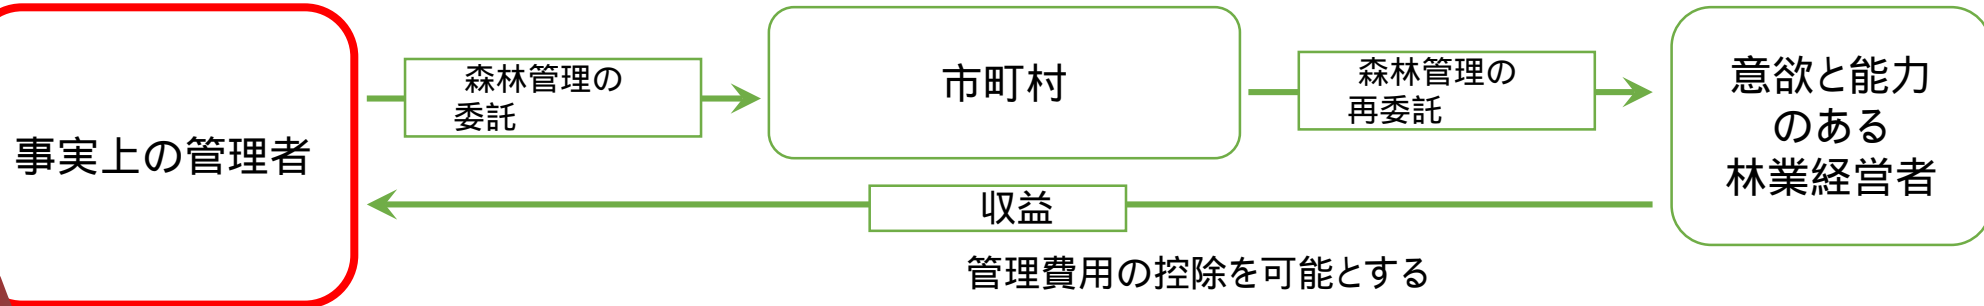 事実上の管理者
森林管理の
委託
市町村
森林管理の
再委託
意欲と能力
のある
林業経営者
収益
管理費用の控除を可能とする